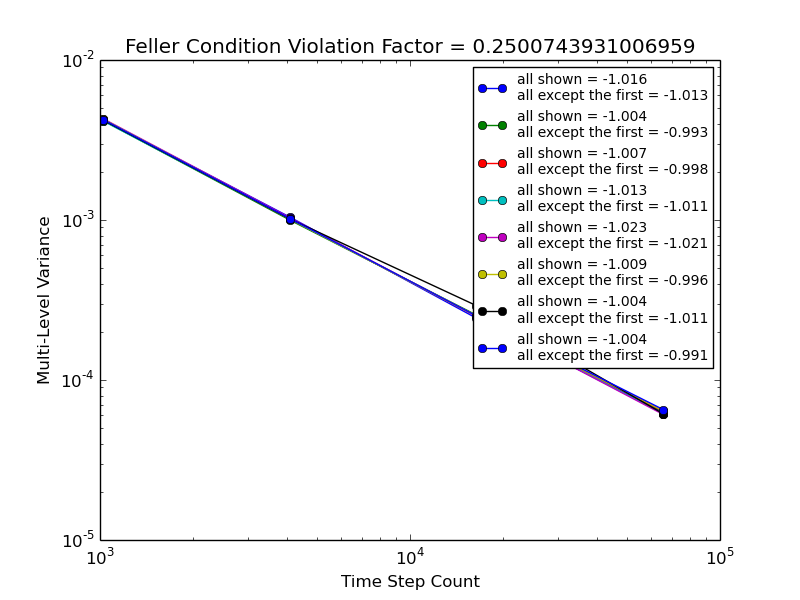 Feller Condition Violation Factor = 0.2500743931006959
10^-2
10^-3
10^-4
10^-5
Multi-Level Variance
all shown = -1.016
all except the first = -1.013
all shown = -1.004
all except the first = -0.993
all shown = -1.007
all except the first = -0.998
all shown = -1.013
all except the first = -1.011
all shown = -1.023
all except the first = -1.021
all shown = -1.009
all except the first = -0.996
all shown = -1.004
all except the first = -1.011
all shown = -1.004
all except the first = -0.991
10^3
10^4
10^5
Time Step Count